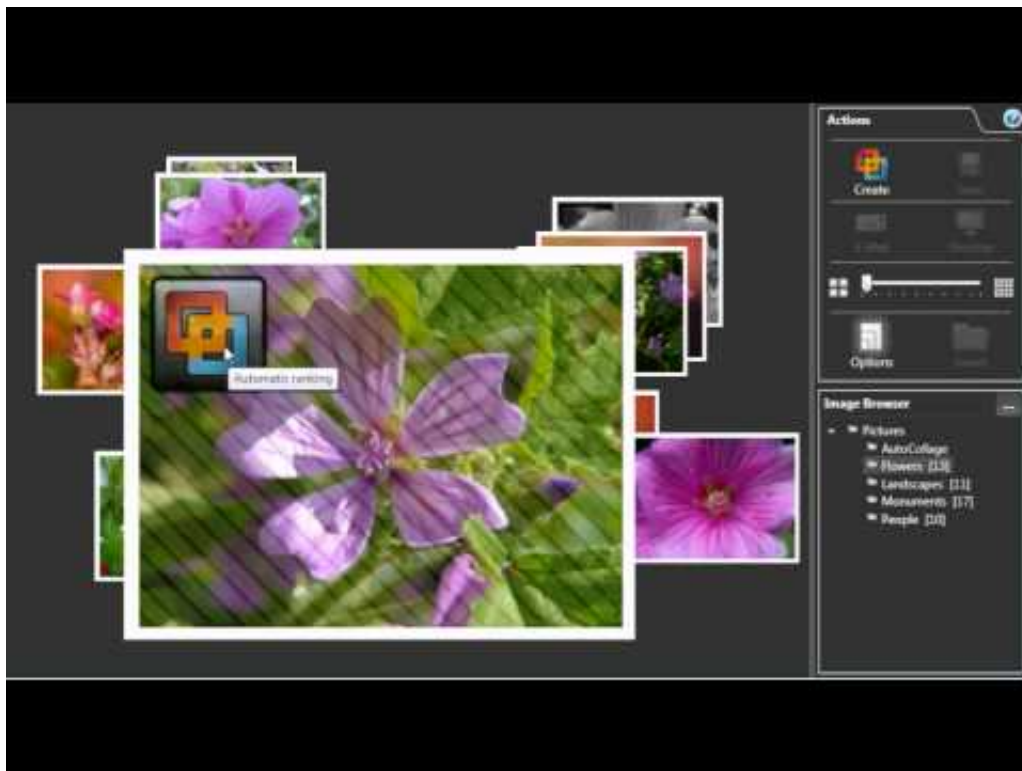 Actions
Create
Automatic ranking
Options
Image Browser
Pictures
AutoCollage
Flowers [13]
Landscapes [11]
Monuments [17]
People [10]